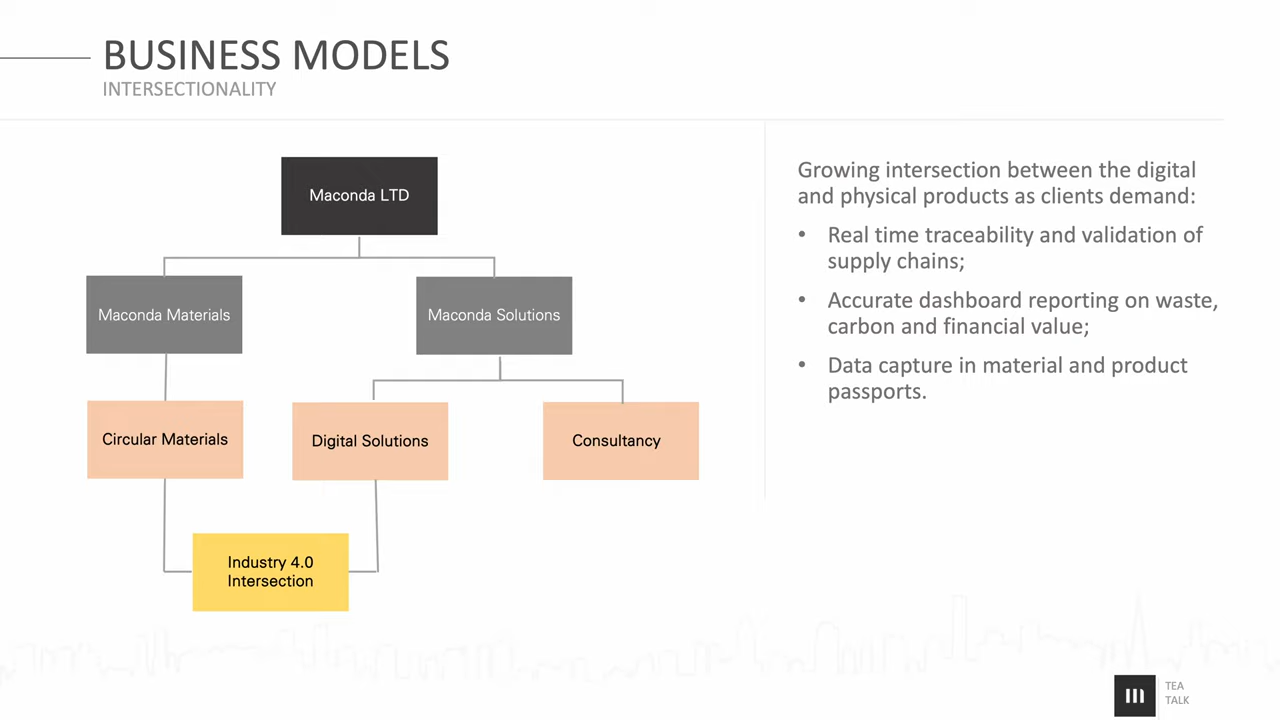 BUSINESS MODELS
INTERSECTIONALITY
Maconda LTD
Maconda Materials
Maconda Solutions
Circular Materials
Digital Solutions
Consultancy
Industry 4.0
Intersection
Growing intersection between the digital
and physical products as clients demand:
• Real time traceability and validation of
supply chains;
• Accurate dashboard reporting on waste,
carbon and financial value;
• Data capture in material and product
passports.
m
TEA
TALK